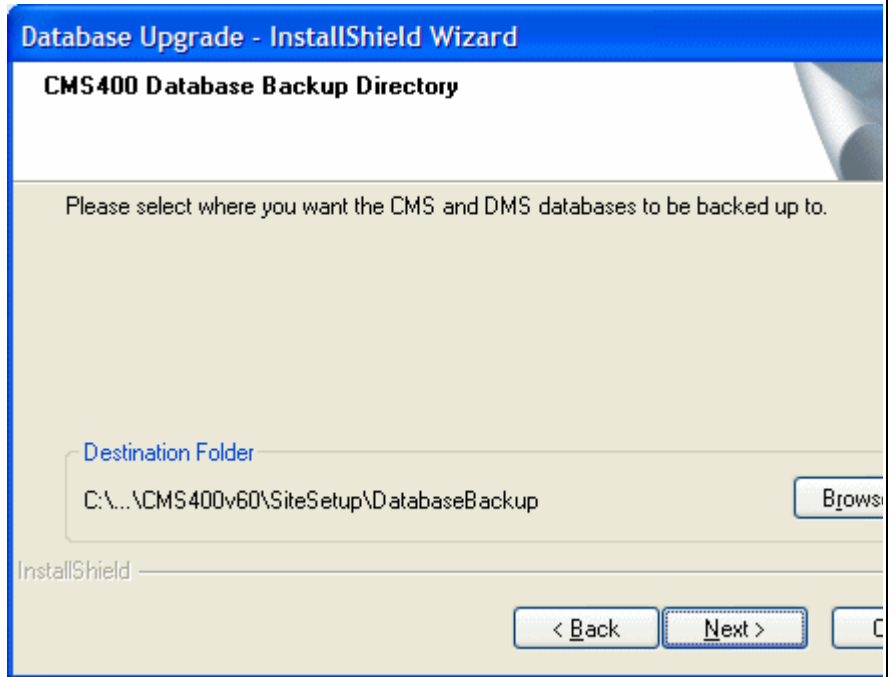 Database Upgrade - InstallShield Wizard
CMS400 Database Backup Directory
Please select where you want the CMS and DMS databases to be backed up to.
Destination Folder
C:\...\CMS400v60\SiteSetup\DatabaseBackup
Brows
InstallShield
< Back
Next >